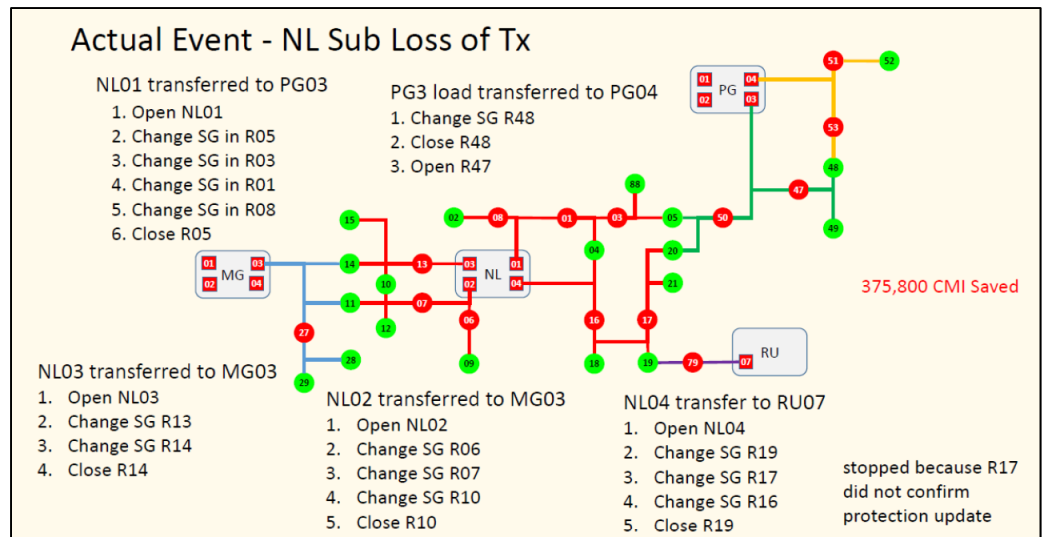 Actual Event - NL Sub Loss of Tx
NL01 transferred to PG03
1. Open NL01
2. Change SG in R05
3. Change SG in R03
4. Change SG in R01
5. Change SG in R08
6. Close R05
PG3 load transferred to PG04
1. Change SG R48
2. Close R48
3. Open R47
51
52
01
04
PG
02
03
53
48
47
49
88
15
02
08
01
03
05
50
04
20
21
01
03
MG
02
04
14
13
03
01
NL
02
04
10
11
07
12
27
06
16
17
28
29
09
18
19
79
07
RU
375,800 CMI Saved
NL03 transferred to MG03
1. Open NL03
2. Change SG R13
3. Change SG R14
4. Close R14
NL02 transferred to MG03
1. Open NL02
2. Change SG R06
3. Change SG R07
4. Change SG R10
5. Close R10
NL04 transfer to RU07
1. Open NL04
2. Change SG R19
3. Change SG R17
4. Change SG R16
5. Close R19
stopped because R17
did not confirm
protection update